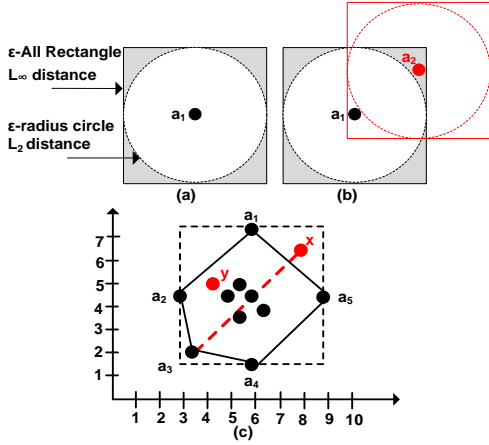 ε-All Rectangle
L∞ distance
ε-radius circle
L2 distance
a1
(a)
a1
a2
(b)
7
6
5
4
3
2
1
a1
x
y
a2
a5
a3
a4
1 2 3 4 5 6 7 8 9 10
(c)